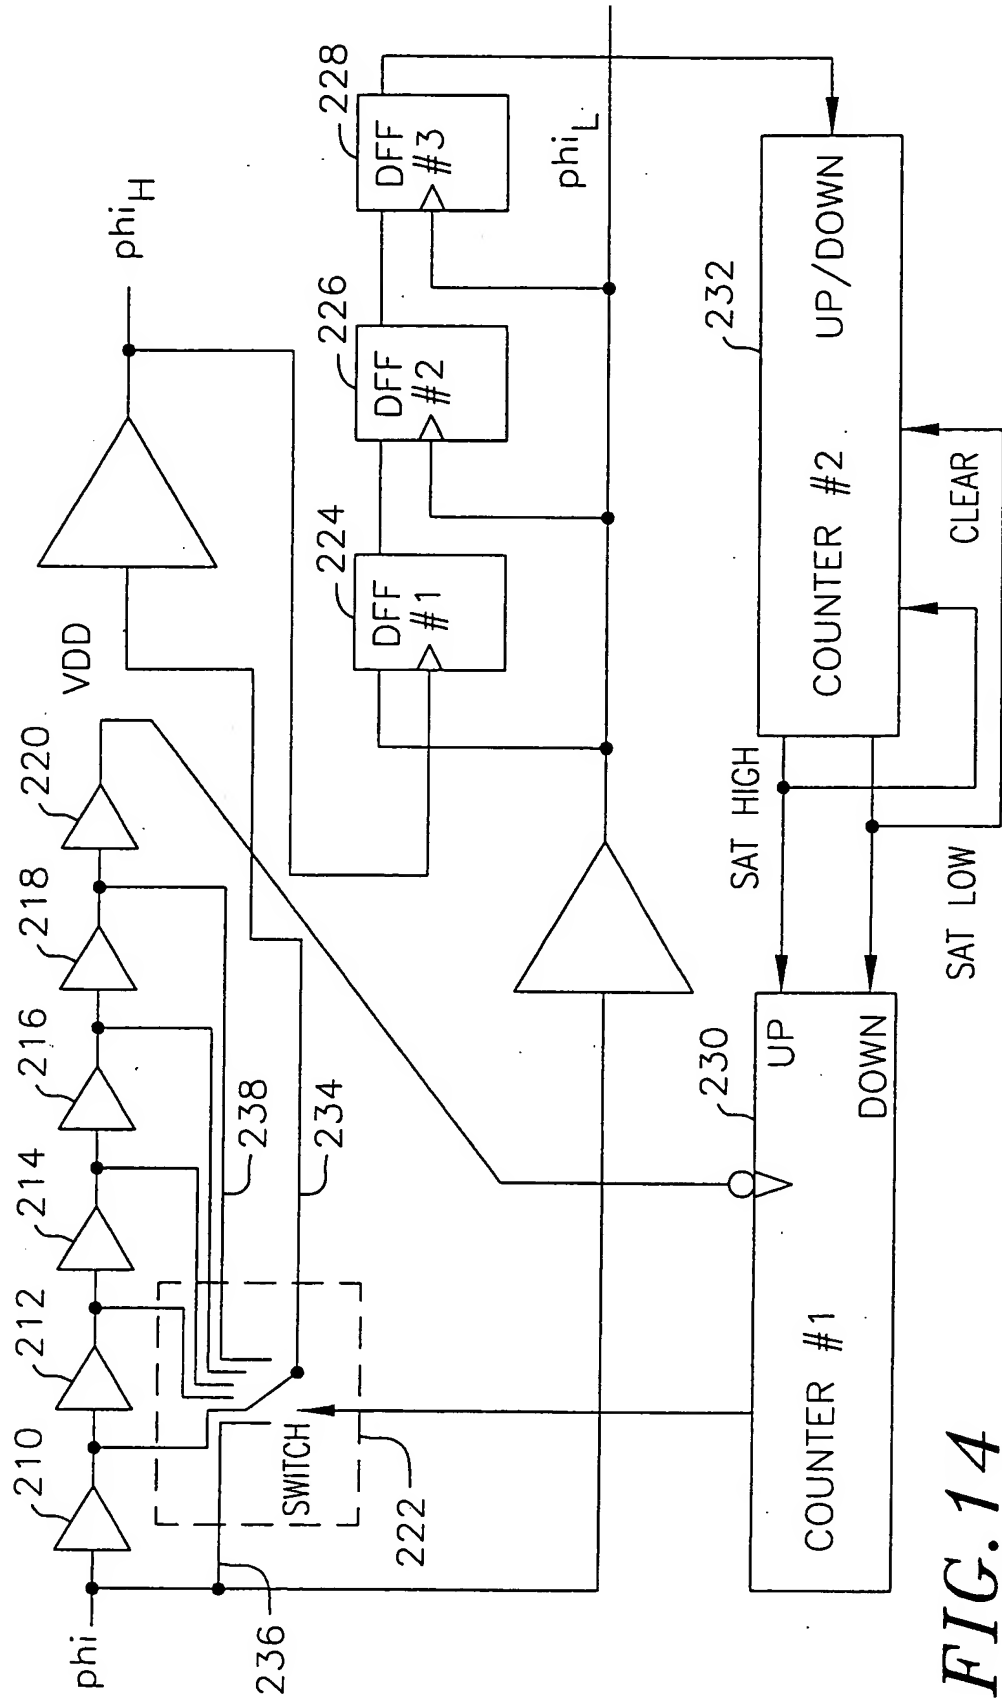 phi
210
212
214
216
218
220
VDD
phiH
236
222
SWITCH
238
234
224
DFF
#1
226
DFF
#2
228
DFF
#3
phiL
230
COUNTER #1
UP
DOWN
SAT HIGH
SAT LOW
232
COUNTER #2
UP/DOWN
CLEAR
FIG. 14